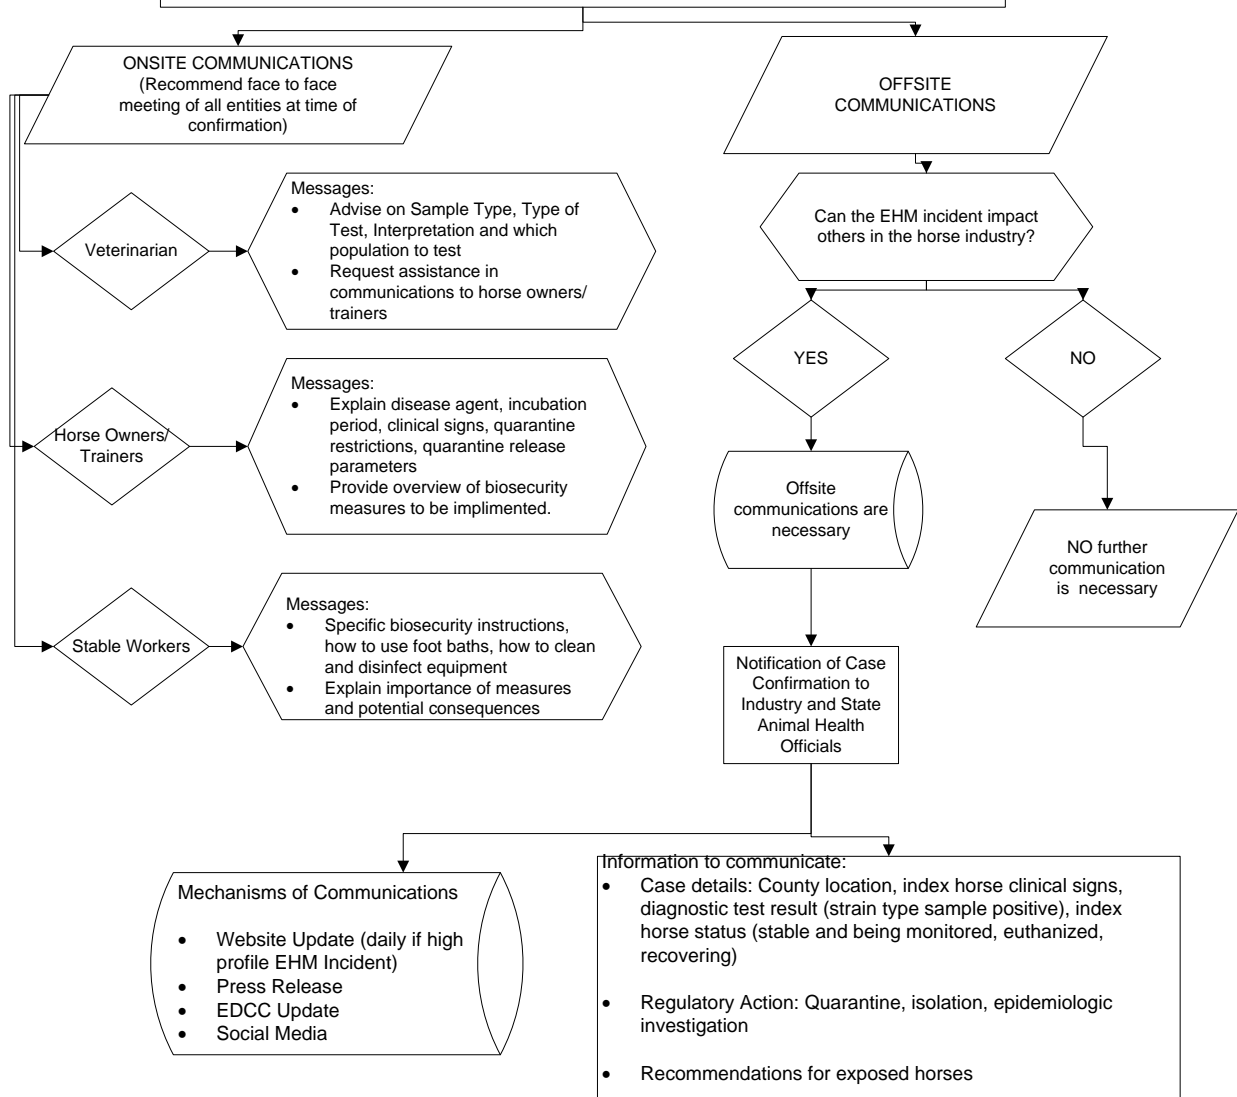 ONSITE COMMUNICATIONS
(Recommend face to face
meeting of all entities at time of
confirmation)
OFFSITE
COMMUNICATIONS
Veterinarian
Messages:
• Advise on Sample Type, Type of
Test, Interpretation and which
population to test
• Request assistance in
communications to horse owners/
trainers
Can the EHM incident impact
others in the horse industry?
YES
NO
Horse Owners/
Trainers
Messages:
• Explain disease agent, incubation
period, clinical signs, quarantine
restrictions, quarantine release
parameters
• Provide overview of biosecurity
measures to be implimented.
Offsite
communications are
necessary
NO further
communication
is necessary
Stable Workers
Messages:
• Specific biosecurity instructions,
how to use foot baths, how to clean
and disinfect equipment
• Explain importance of measures
and potential consequences
Notification of Case
Confirmation to
Industry and State
Animal Health
Officials
Mechanisms of Communications
• Website Update (daily if high
profile EHM Incident)
• Press Release
• EDCC Update
• Social Media
Information to communicate:
• Case details: County location, index horse clinical signs,
diagnostic test result (strain type sample positive), index
horse status (stable and being monitored, euthanized,
recovering)
• Regulatory Action: Quarantine, isolation, epidemiologic
investigation
• Recommendations for exposed horses